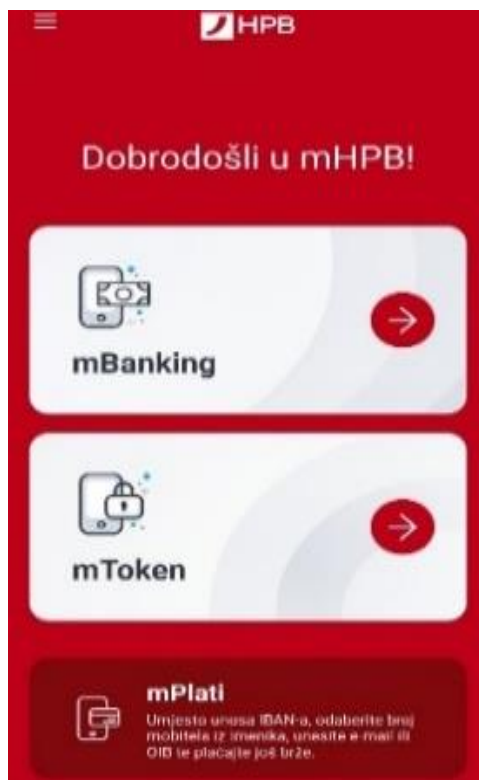 HPB
Dobrodošli u mHPB!
mBanking
mToken
mPlati
Umjesto unosa IBAN-a, odaberite broj
mobitela iz imenika, unesite e-mail ili
OIB te plaćajte još brže.